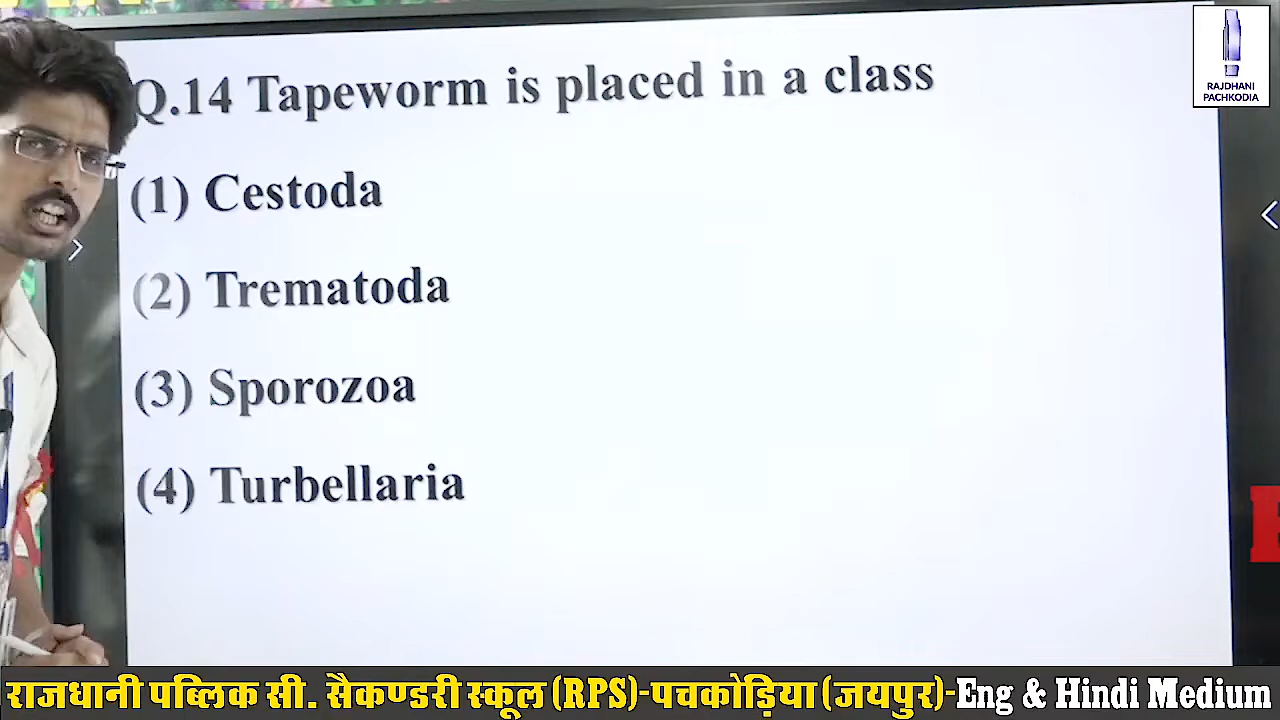 RAJDHANI
PACHKODIA
Q.14 Tapeworm is placed in a class
(1) Cestoda
(2) Trematoda
(3) Sporozoa
(4) Turbellaria
राजधानी पब्लिक सी. सैकण्डरी स्कूल (RPS)-पचकोड़िया (जयपुर)-Eng & Hindi Medium